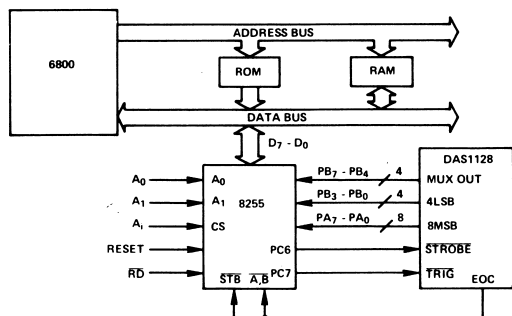 ADDRESS BUS
6800
ROM
RAM
DATA BUS
D7 - D0
DAS1128
A0
A0
PB7 - PB4
4
MUX OUT
A1
A1
8255
PB3 - PB0
4
4LSB
Ai
CS
PA7 - PA0
8
8MSB
RESET
PC6
STROBE
RD
STB
A,B
PC7
TRIG
EOC